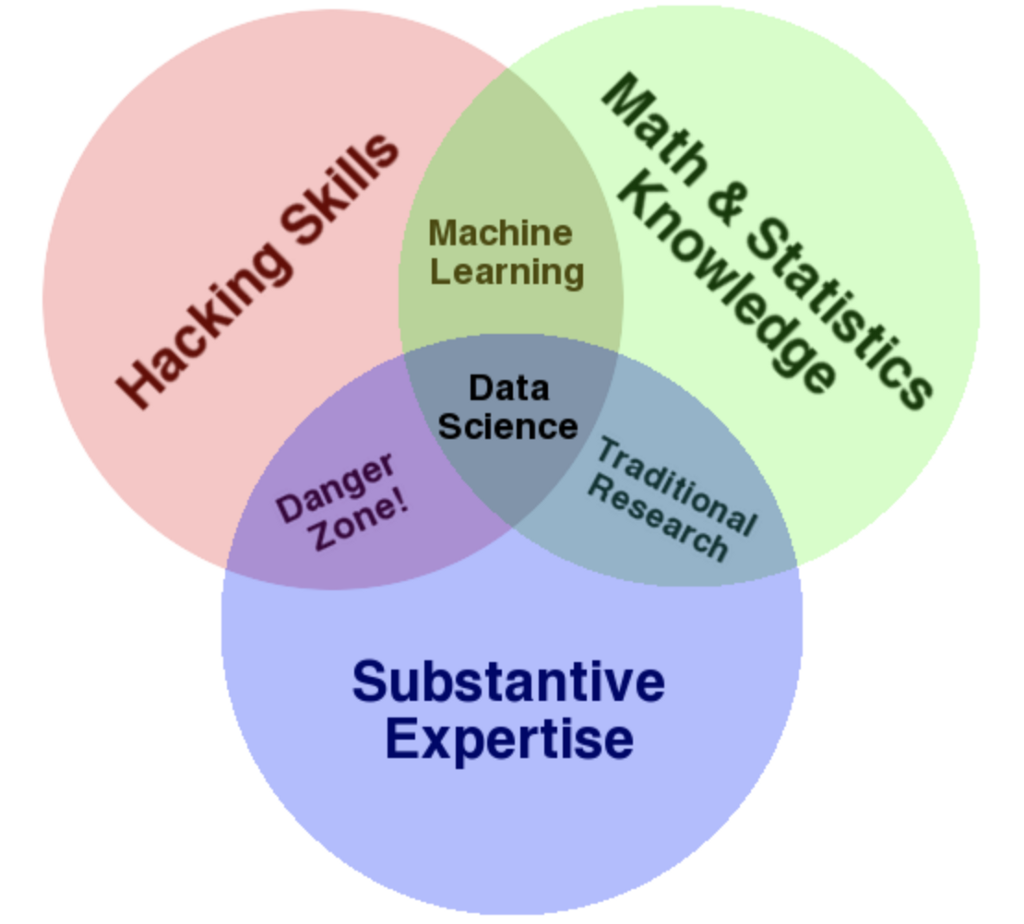 Hacking Skills
Math & Statistics
Knowledge
Machine
Learning
Data
Science
Danger
Zone!
Traditional
Research
Substantive
Expertise